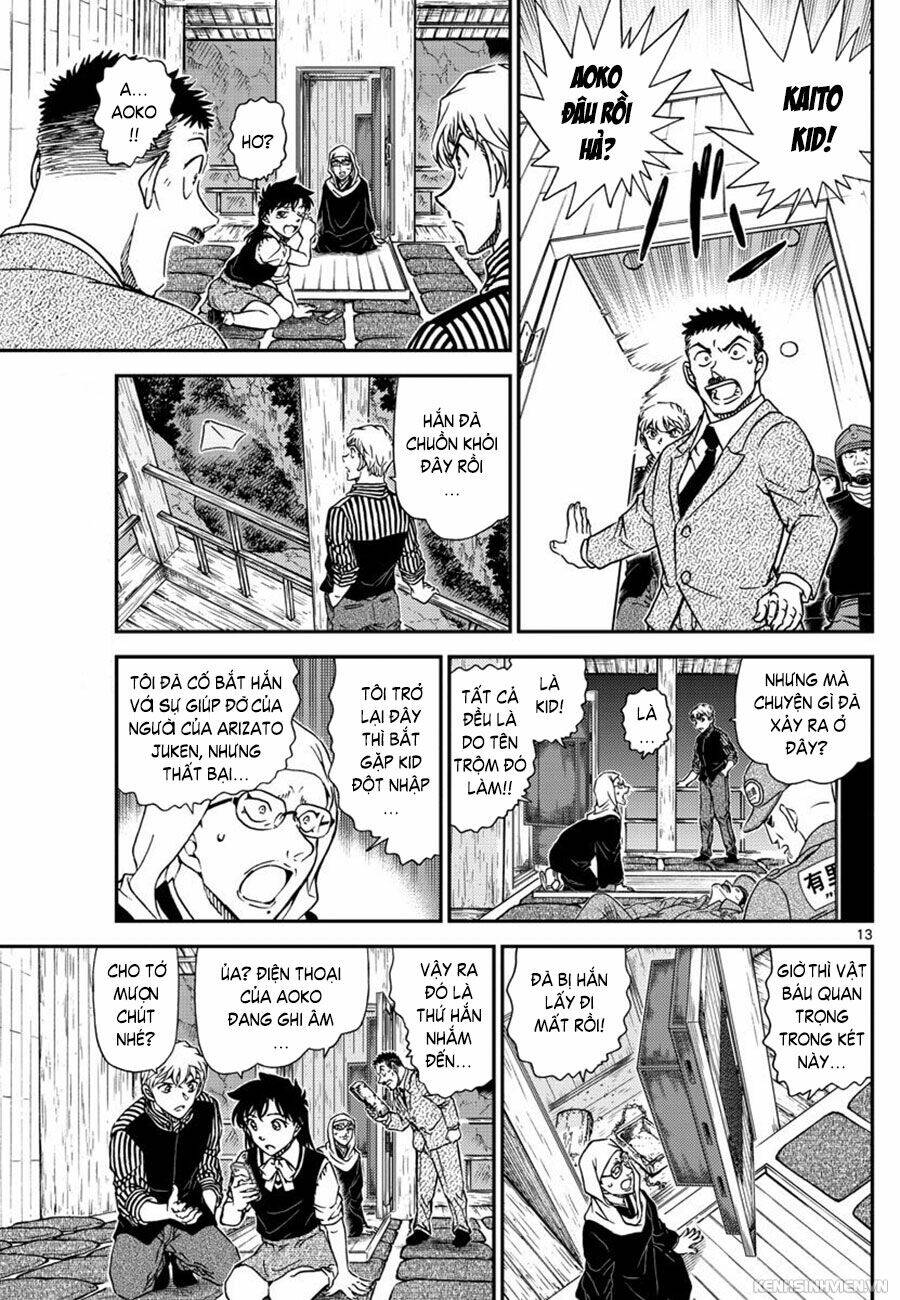 KAITO
KID!
AOKO
ĐÂU RỒI
HẢ?
A...
AOKO
!!
HƠ?
HẮN ĐÃ
CHUỒN KHỎI
ĐÂY RỒI
...
NHƯNG MÀ
CHUYỆN GÌ ĐÃ
XẢY RA Ở
ĐÂY?
LÀ ...
LÀ
KID!
TẤT CẢ
ĐỀU LÀ
DO TÊN
TRỘM ĐÓ
LÀM!!
有里
TÔI TRỞ
LẠI ĐÂY
THÌ BẮT
GẶP KID
ĐỘT NHẬP
...
TÔI ĐÃ CỐ BẮT HẮN
VỚI SỰ GIÚP ĐỠ CỦA
NGƯỜI CỦA ARIZATO
JUKEN, NHƯNG
THẤT BẠI...
13
GIỜ THÌ VẬT
BÁU QUAN
TRỌNG
TRONG KÉT
NÀY...
ĐÃ BỊ HẮN
LẤY ĐI
MẤT RỒI!
VẬY RA
ĐÓ LÀ
THỨ HẮN
NHẮM
ĐẾN...
ỦA? ĐIỆN THOẠI
CỦA AOKO
ĐANG GHI ÂM
...
CHO TỚ
MƯỢN
CHÚT
NHÉ?
KENHSINHVIEN.VN